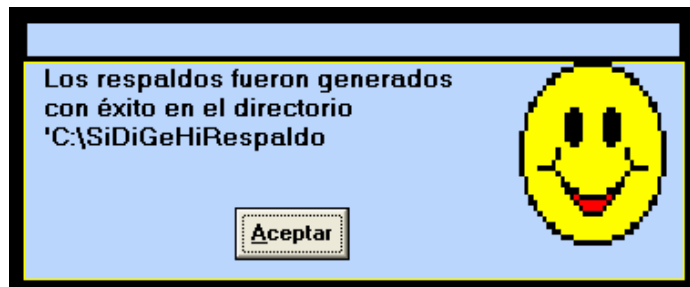 Los respaldos fueron generados
con éxito en el directorio
'C:\SiDiGeHiRespaldo
Aceptar